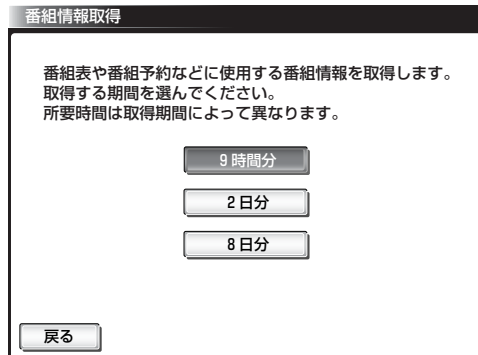 番組情報取得
番組表や番組予約などに使用する番組情報を取得します。
取得する期間を選んでください。
所要時間は取得期間によって異なります。
9時間分
2日分
8日分
戻る